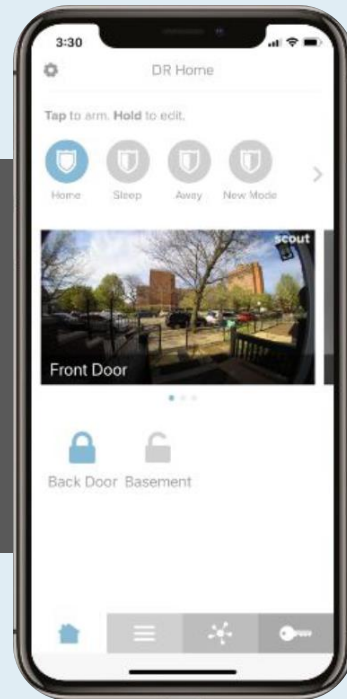 3:30
DR Home
Tap to arm. Hold to edit.
Home Sleep Away New Mode
scout
Front Door
Back Door Basement